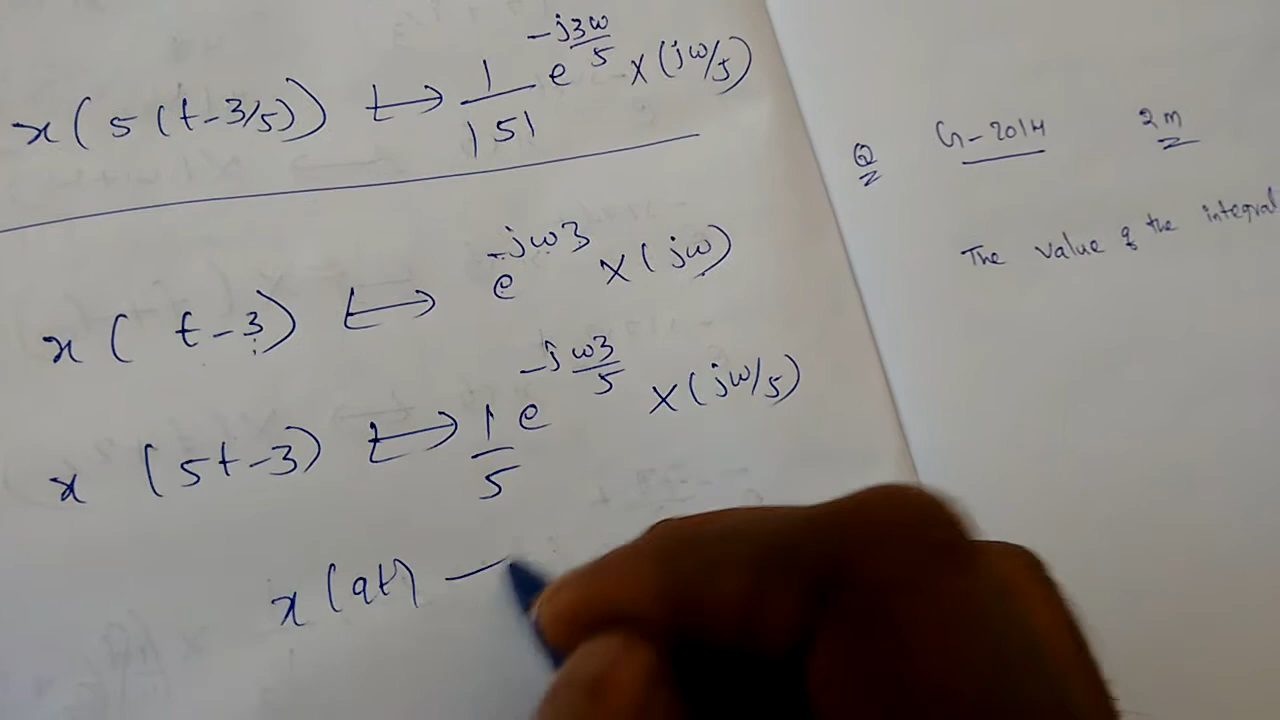 x(5(t-3/5)) ↔ 1/|5| e^{-j3ω/5} X(jω/5)
x(t-3) ↔ e^{-jω3} X(jω)
x(5t-3) ↔ 1/5 e^{-jω3/5} X(jω/5)
x(at) —
Q G-2014 2m
The value of the integral